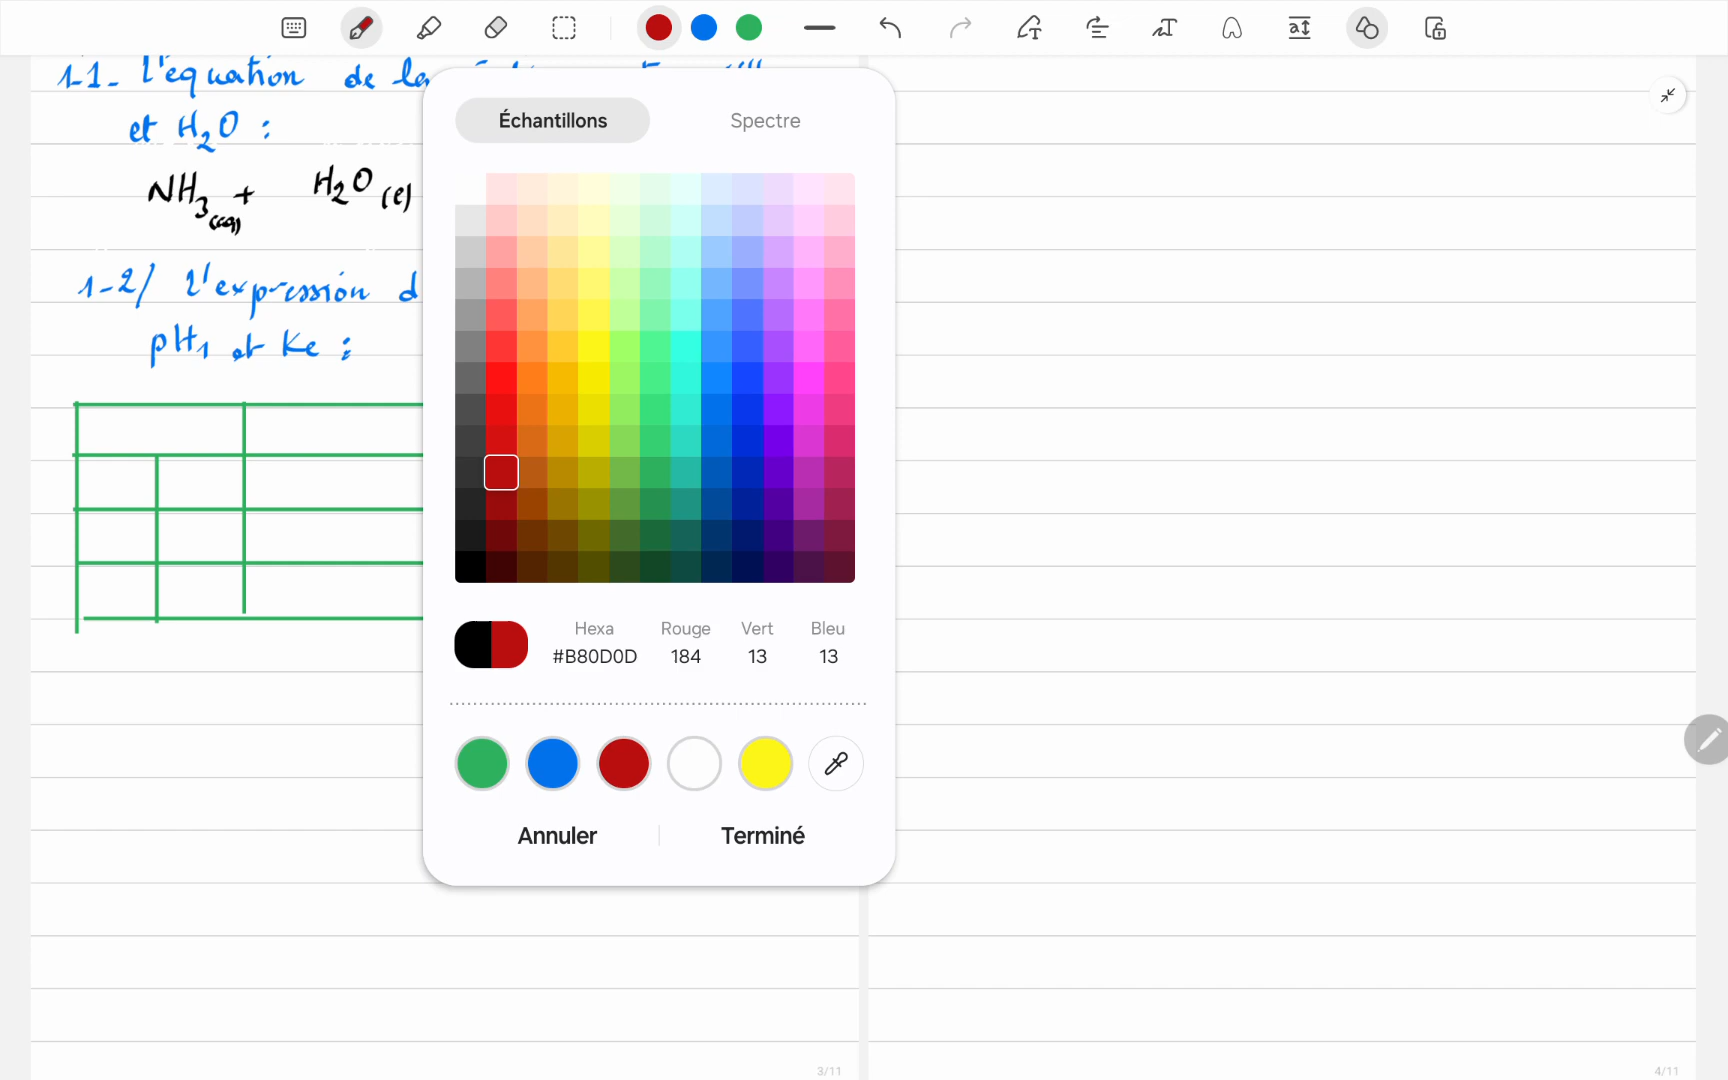 1-1- l'équation de la
et H₂O :
NH₃(aq) + H₂O(l)
1-2/ L'expression d
pH₁ et Ke :
Échantillons
Spectre
Hexa
Rouge
Vert
Bleu
#B80D0D
184
13
13
Annuler
Terminé
3/11
4/11